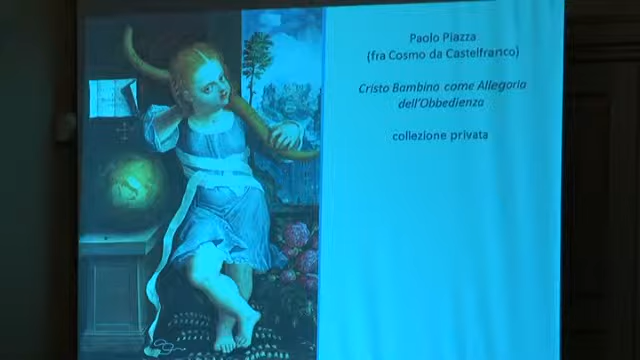 Paolo Piazza
(fra Cosmo da Castelfranco)
Cristo Bambino come Allegoria
dell'Obbedienza
collezione privata